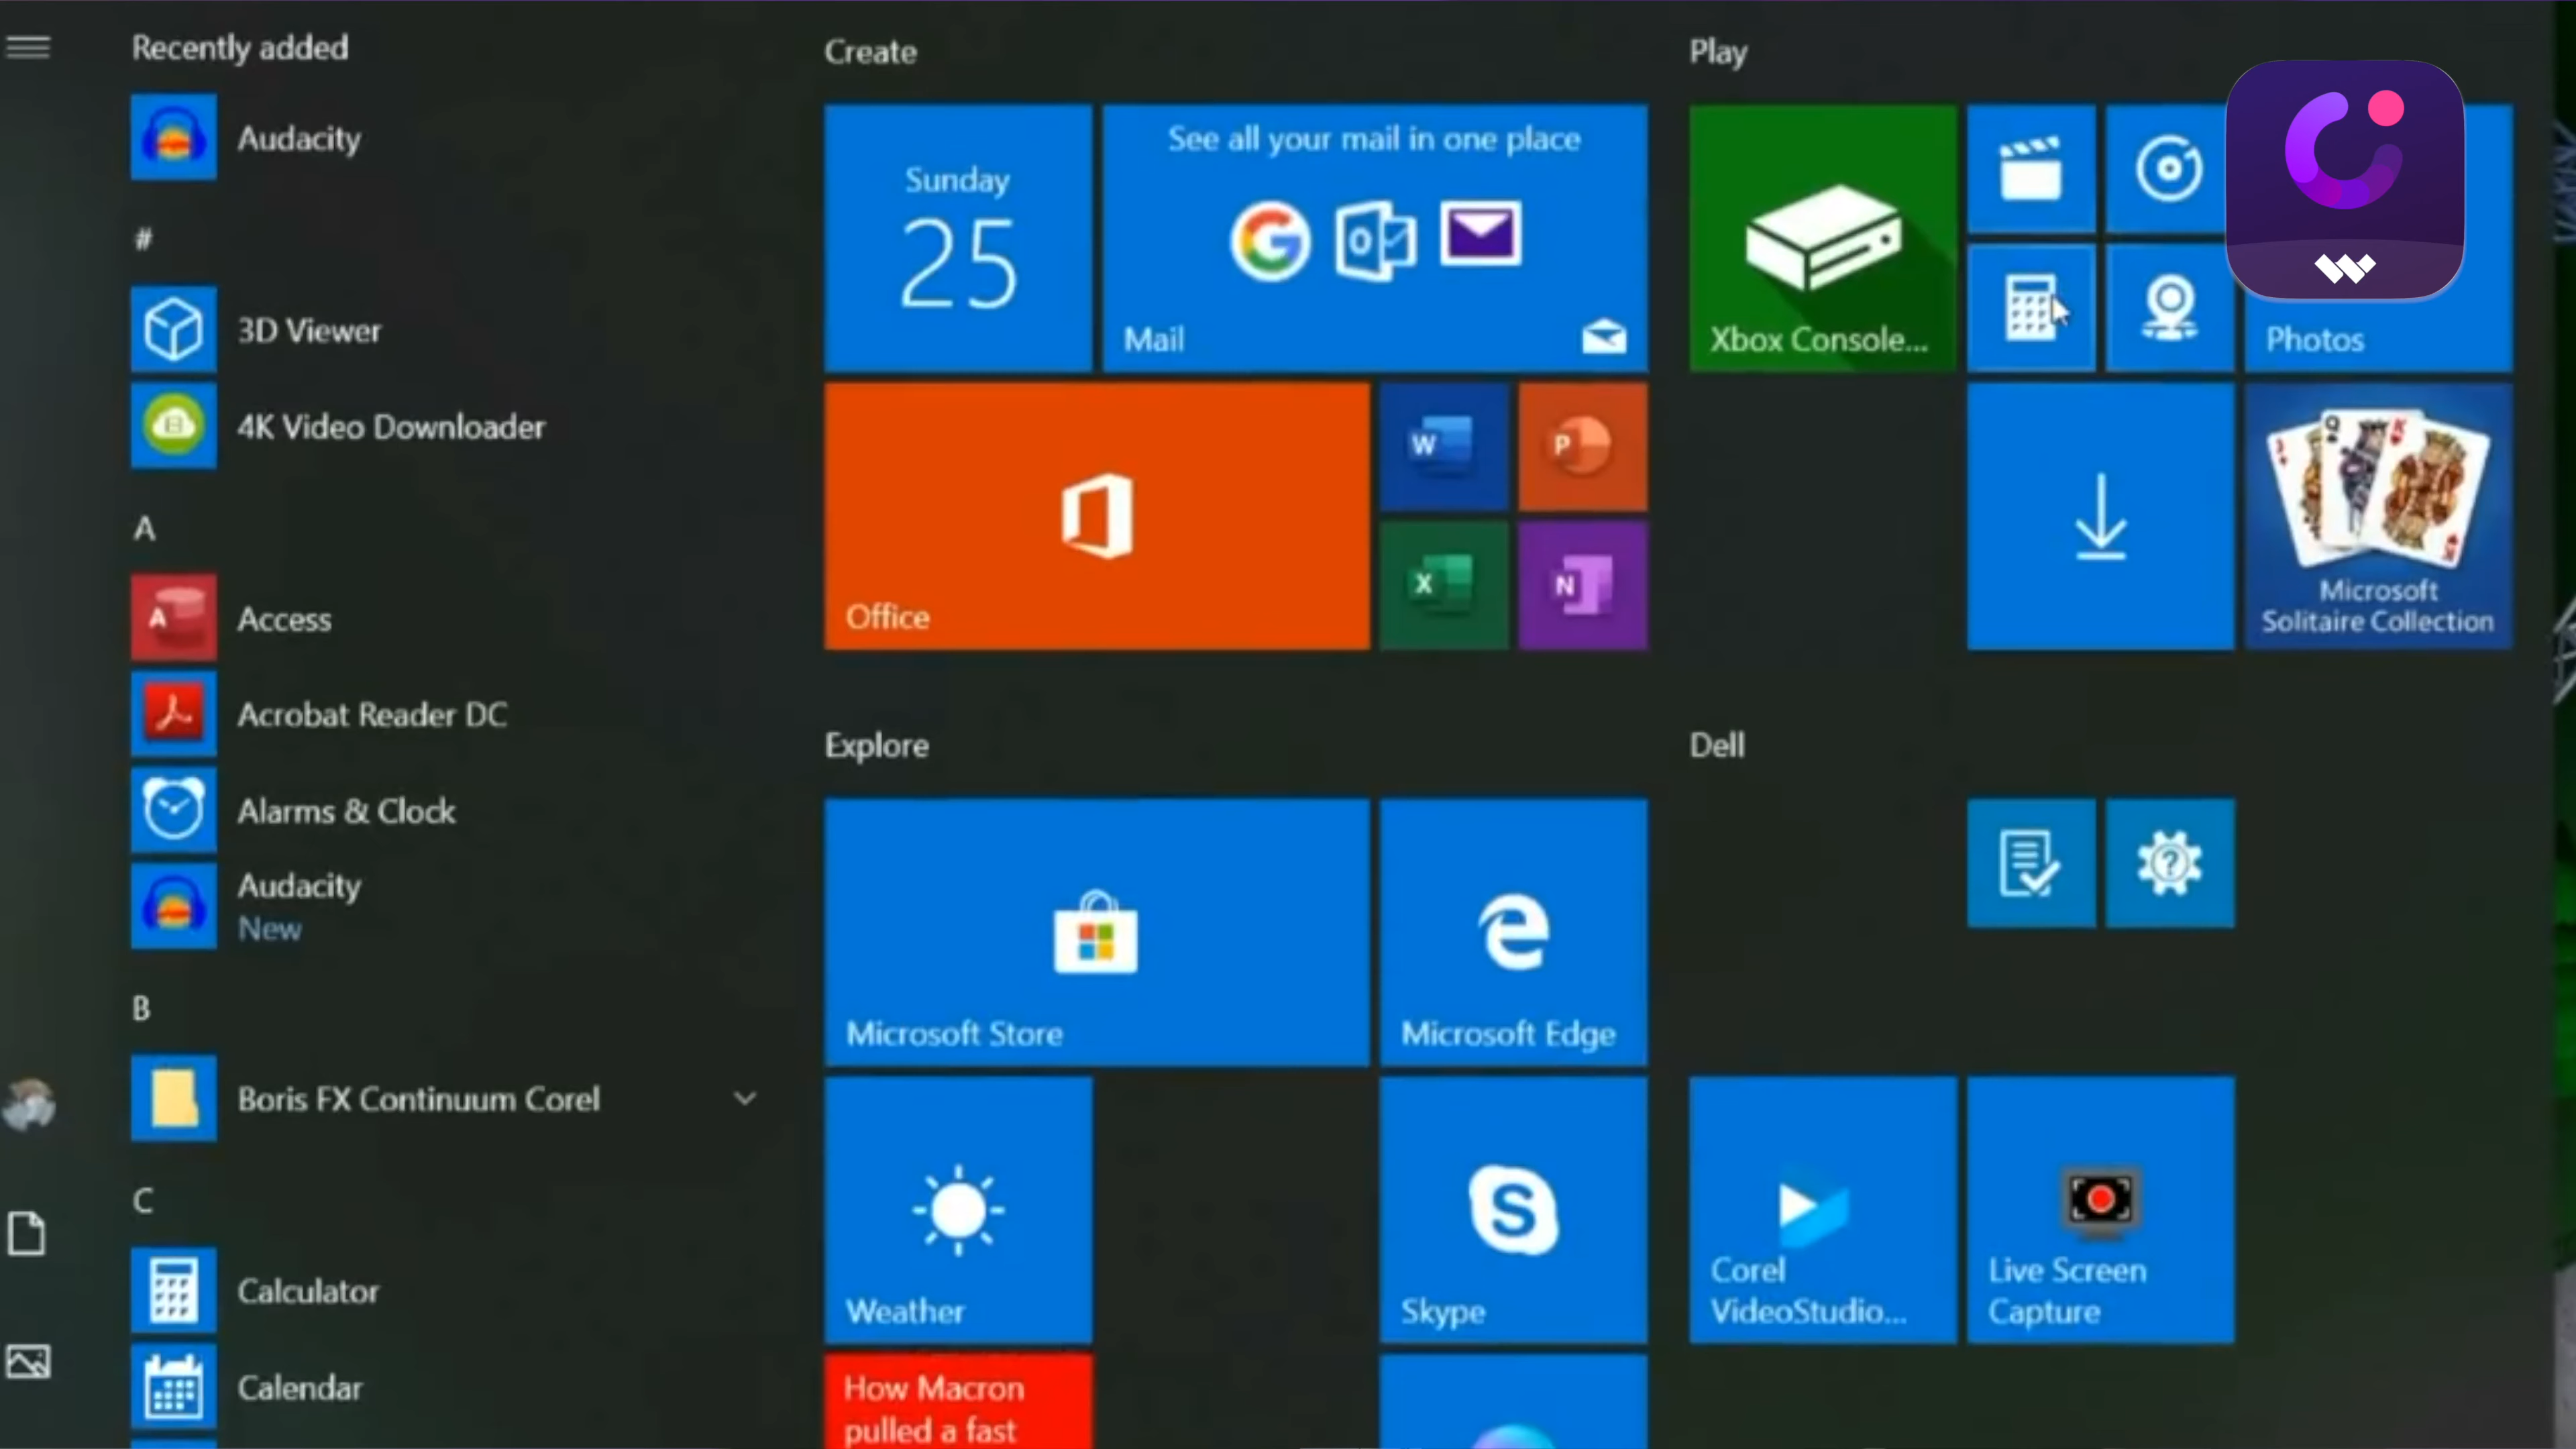 Recently added
Audacity
#
3D Viewer
4K Video Downloader
A
Access
Acrobat Reader DC
Alarms & Clock
Audacity
New
B
Boris FX Continuum Corel
C
Calculator
Calendar
Create
Sunday
25
See all your mail in one place
Mail
Office
W
P
X
N
Explore
Microsoft Store
Microsoft Edge
Weather
Skype
How Macron
pulled a fast
Play
Xbox Console...
Photos
Microsoft
Solitaire Collection
Dell
Corel
VideoStudio...
Live Screen
Capture